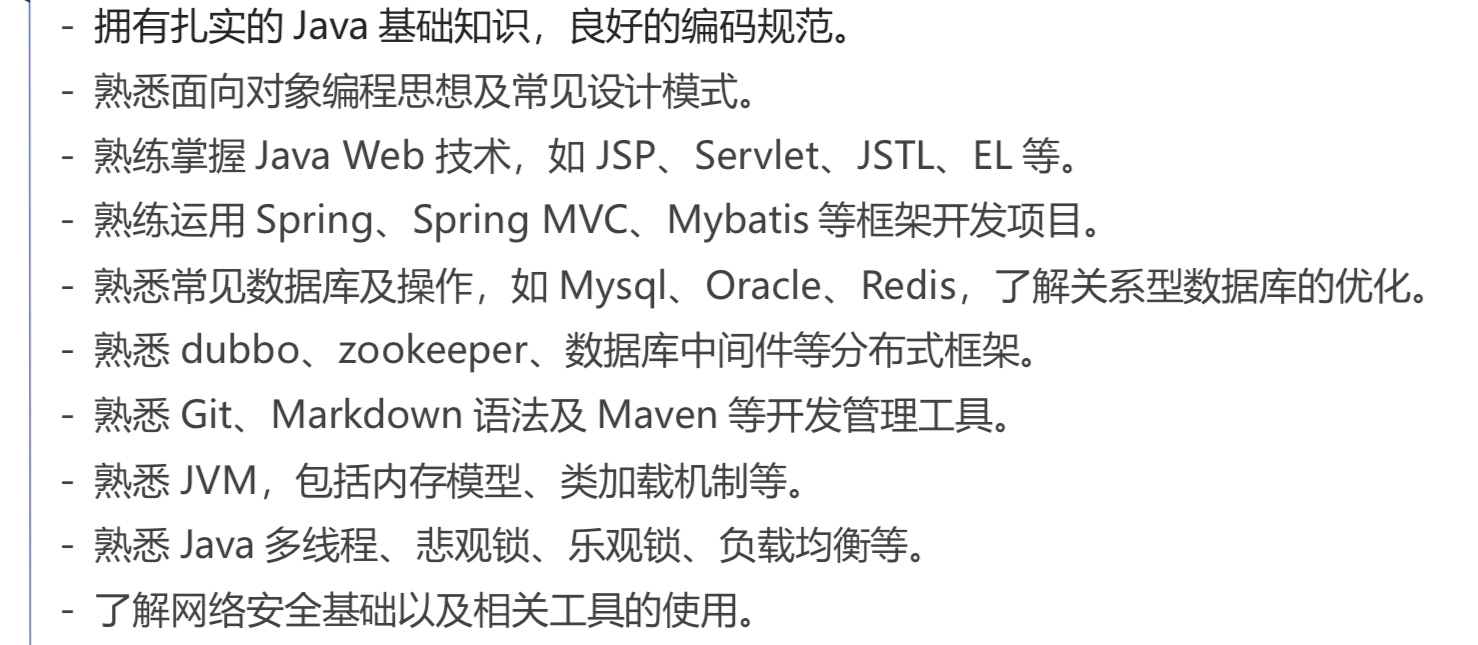 - 拥有扎实的 Java 基础知识，良好的编码规范。
- 熟悉面向对象编程思想及常见设计模式。
- 熟练掌握 Java Web 技术，如 JSP、Servlet、JSTL、EL 等。
- 熟练运用 Spring、Spring MVC、Mybatis 等框架开发项目。
- 熟悉常见数据库及操作，如 Mysql、Oracle、Redis，了解关系型数据库的优化。
- 熟悉 dubbo、zookeeper、数据库中间件等分布式框架。
- 熟悉 Git、Markdown 语法及 Maven 等开发管理工具。
- 熟悉 JVM，包括内存模型、类加载机制等。
- 熟悉 Java 多线程、悲观锁、乐观锁、负载均衡等。
- 了解网络安全基础以及相关工具的使用。